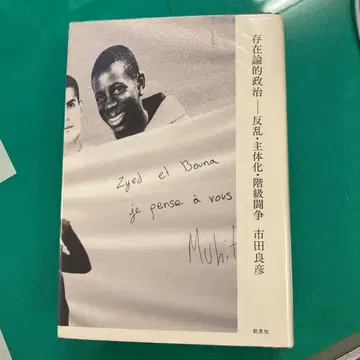 存在論的政治——反乱・主体化・階級闘争 市田良彦
Zyed et Bouna
je pense à vous
Muhit
航思社